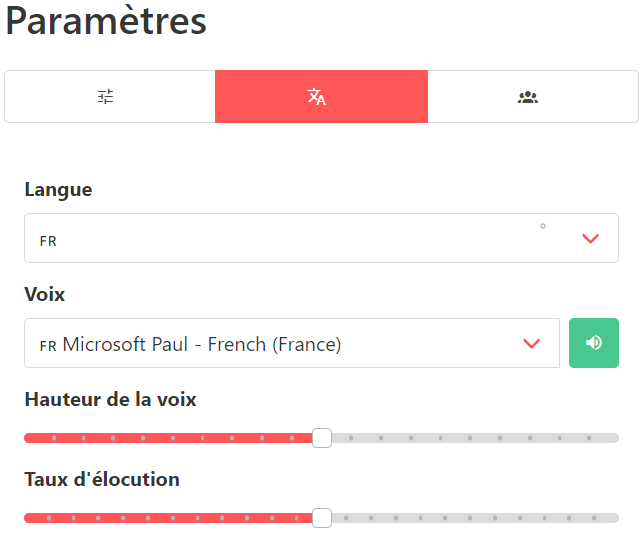 Paramètres
Langue
FR
Voix
FR Microsoft Paul - French (France)
Hauteur de la voix
Taux d'élocution